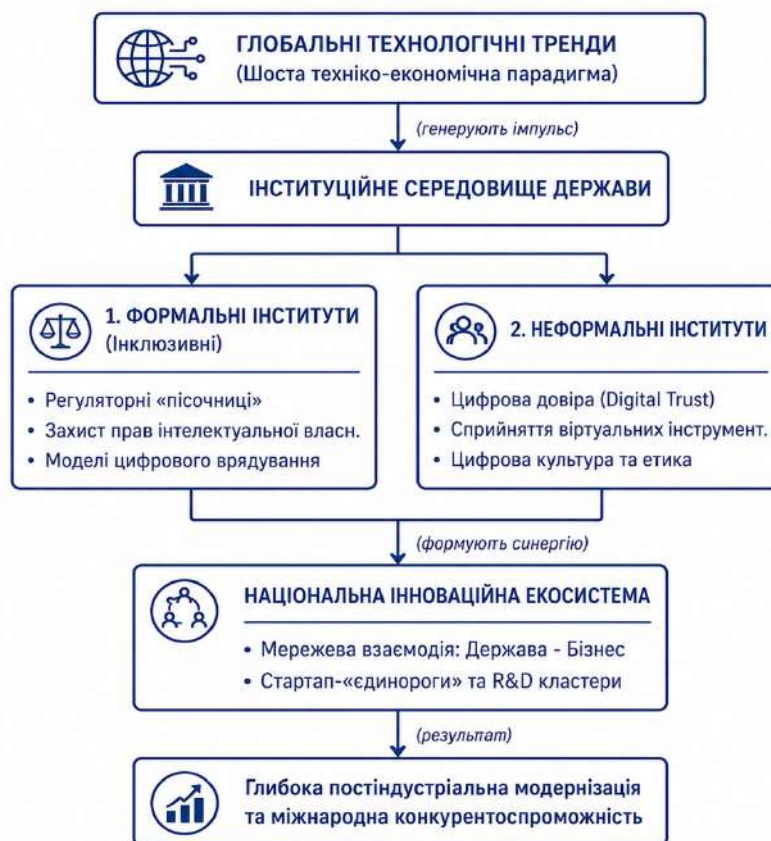 ГЛОБАЛЬНІ ТЕХНОЛОГІЧНІ ТРЕНДИ
(Шоста техніко-економічна парадигма)
(генерують імпульс)
ІНСТИТУЦІЙНЕ СЕРЕДОВИЩЕ ДЕРЖАВИ
1. ФОРМАЛЬНІ ІНСТИТУТИ
(Інклюзивні)
• Регуляторні «пісочниці»
• Захист прав інтелектуальної власн.
• Моделі цифрового врядування
2. НЕФОРМАЛЬНІ ІНСТИТУТИ
• Цифрова довіра (Digital Trust)
• Сприйняття віртуальних інструмент.
• Цифрова культура та етика
(формують синергію)
НАЦІОНАЛЬНА ІННОВАЦІЙНА ЕКОСИСТЕМА
• Мережева взаємодія: Держава - Бізнес
• Стартап-«єдинороги» та R&D кластери
(результат)
Глибока постіндустріальна модернізація
та міжнародна конкурентоспроможність